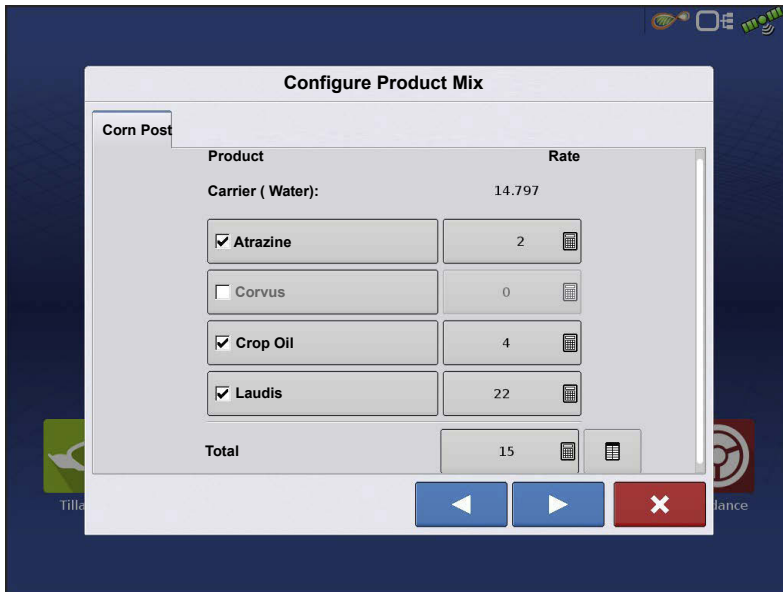 Configure Product Mix
Corn Post
Product Rate
Carrier ( Water): 14.797
Atrazine 2
Corvus 0
Crop Oil 4
Laudis 22
Total 15
Tilla
dance